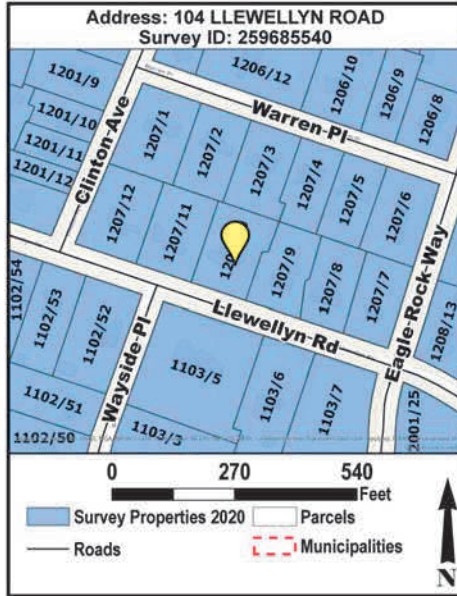 Address: 104 LLEWELLYN ROAD
Survey ID: 259685540
1201/9
1206/12
1206/10
1206/9
1206/8
1201/10
1201/11
1201/12
Clinton Ave
Warren Pl
1207/1
1207/2
1207/3
1207/4
1207/5
1207/6
1207/12
1207/11
1207/9
1207/8
1207/7
Eagle-Rock-Way
1208/13
1102/54
1102/53
1102/52
Llewellyn Rd
Wayside-Pl
1103/5
1103/6
1103/7
1102/51
1102/50
1103/3
2001/25
0 270 540
Feet
Survey Properties 2020
Parcels
Roads
Municipalities
N